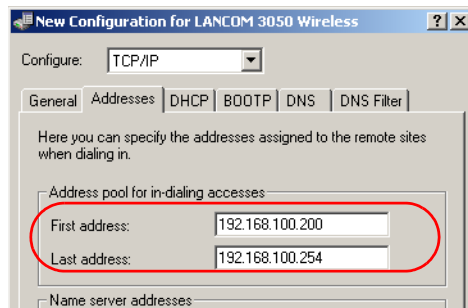 New Configuration for LANCOM 3050 Wireless
Configure: TCP/IP
General Addresses DHCP BOOTP DNS DNS Filter
Here you can specify the addresses assigned to the remote sites
when dialing in.
Address pool for in-dialing accesses
First address: 192.168.100.200
Last address: 192.168.100.254
Name server addresses